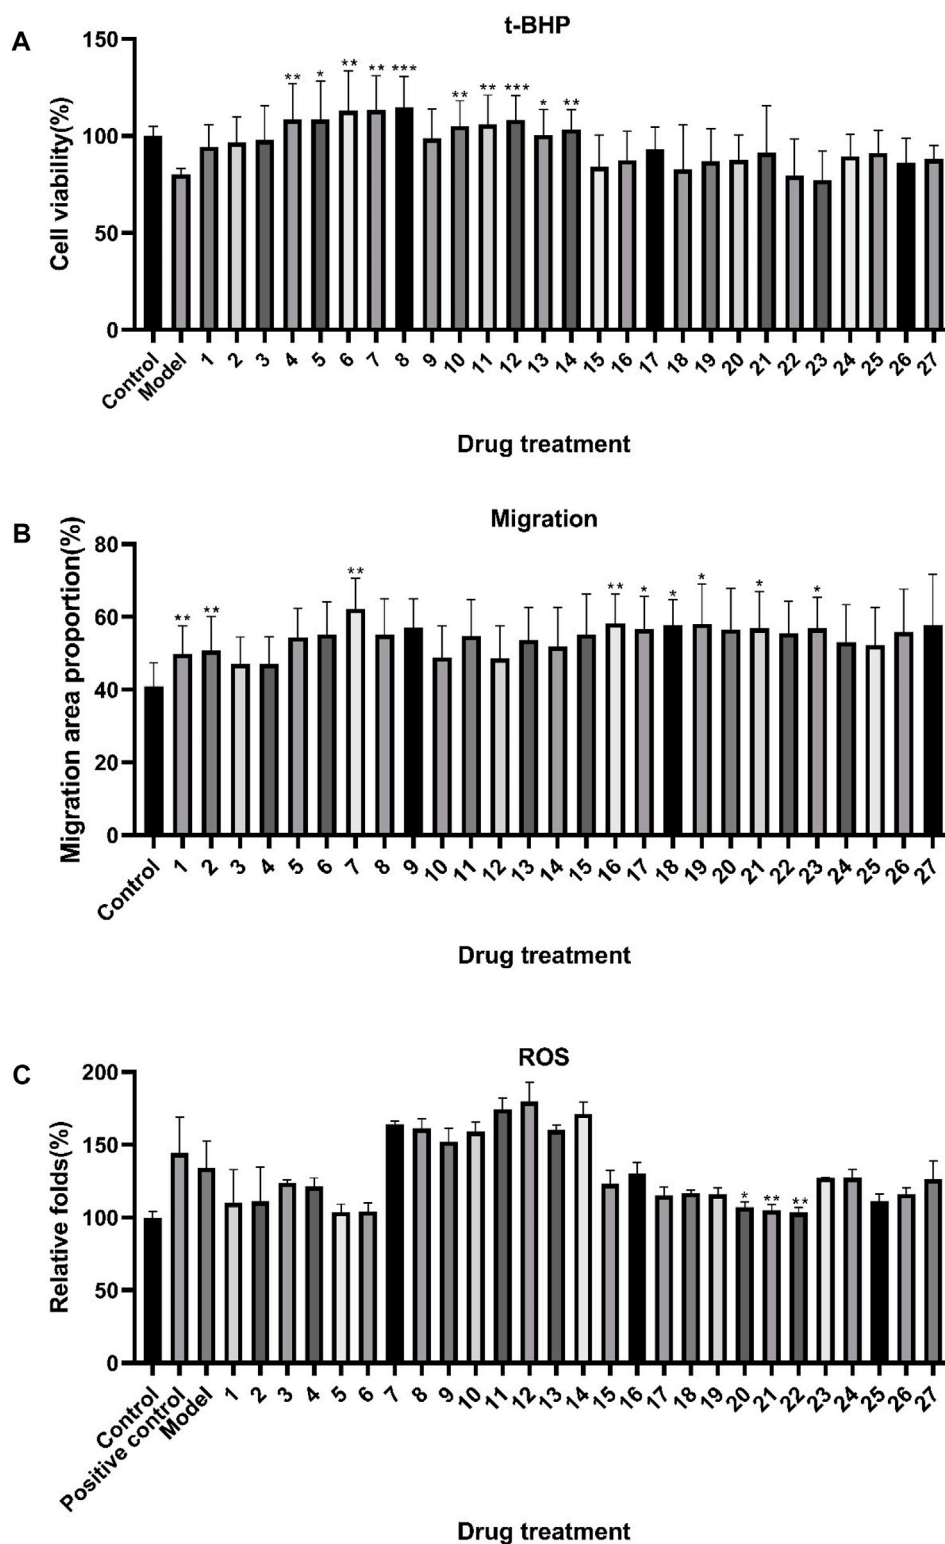 A
t-BHP
Cell viability(%)
150
100
50
0
** * ** ** *** ** ** *** * **
Control Model 1 2 3 4 5 6 7 8 9 10 11 12 13 14 15 16 17 18 19 20 21 22 23 24 25 26 27
Drug treatment
B
Migration
Migration area proportion(%)
80
60
40
20
0
** ** ** ** * * * * *
Control 1 2 3 4 5 6 7 8 9 10 11 12 13 14 15 16 17 18 19 20 21 22 23 24 25 26 27
Drug treatment
C
ROS
Relative folds(%)
200
150
100
50
0
* ** **
Control Positive control Model 1 2 3 4 5 6 7 8 9 10 11 12 13 14 15 16 17 18 19 20 21 22 23 24 25 26 27
Drug treatment